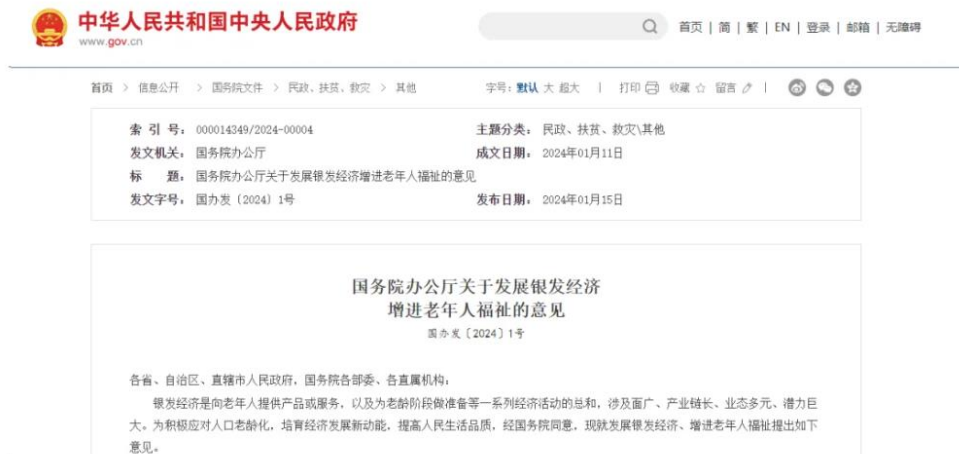 中华人民共和国中央人民政府
www.gov.cn
首页 | 简 | 繁 | EN | 登录 | 邮箱 | 无障碍
首页 > 信息公开 > 国务院文件 > 民政、扶贫、救灾 > 其他
字号：默认 大 超大 | 打印 收藏 留言 |
索 引 号： 000014349/2024-00004
主题分类： 民政、扶贫、救灾\其他
发文机关： 国务院办公厅
成文日期： 2024年01月11日
标 题： 国务院办公厅关于发展银发经济增进老年人福祉的意见
发文字号： 国办发〔2024〕1号
发布日期： 2024年01月15日
国务院办公厅关于发展银发经济
增进老年人福祉的意见
国办发〔2024〕1号
各省、自治区、直辖市人民政府，国务院各部委、各直属机构：
银发经济是向老年人提供产品或服务，以及为老龄阶段做准备等一系列经济活动的总和，涉及面广、产业链长、业态多元、潜力巨
大。为积极应对人口老龄化，培育经济发展新动能，提高人民生活品质，经国务院同意，现就发展银发经济、增进老年人福祉提出如下
意见。